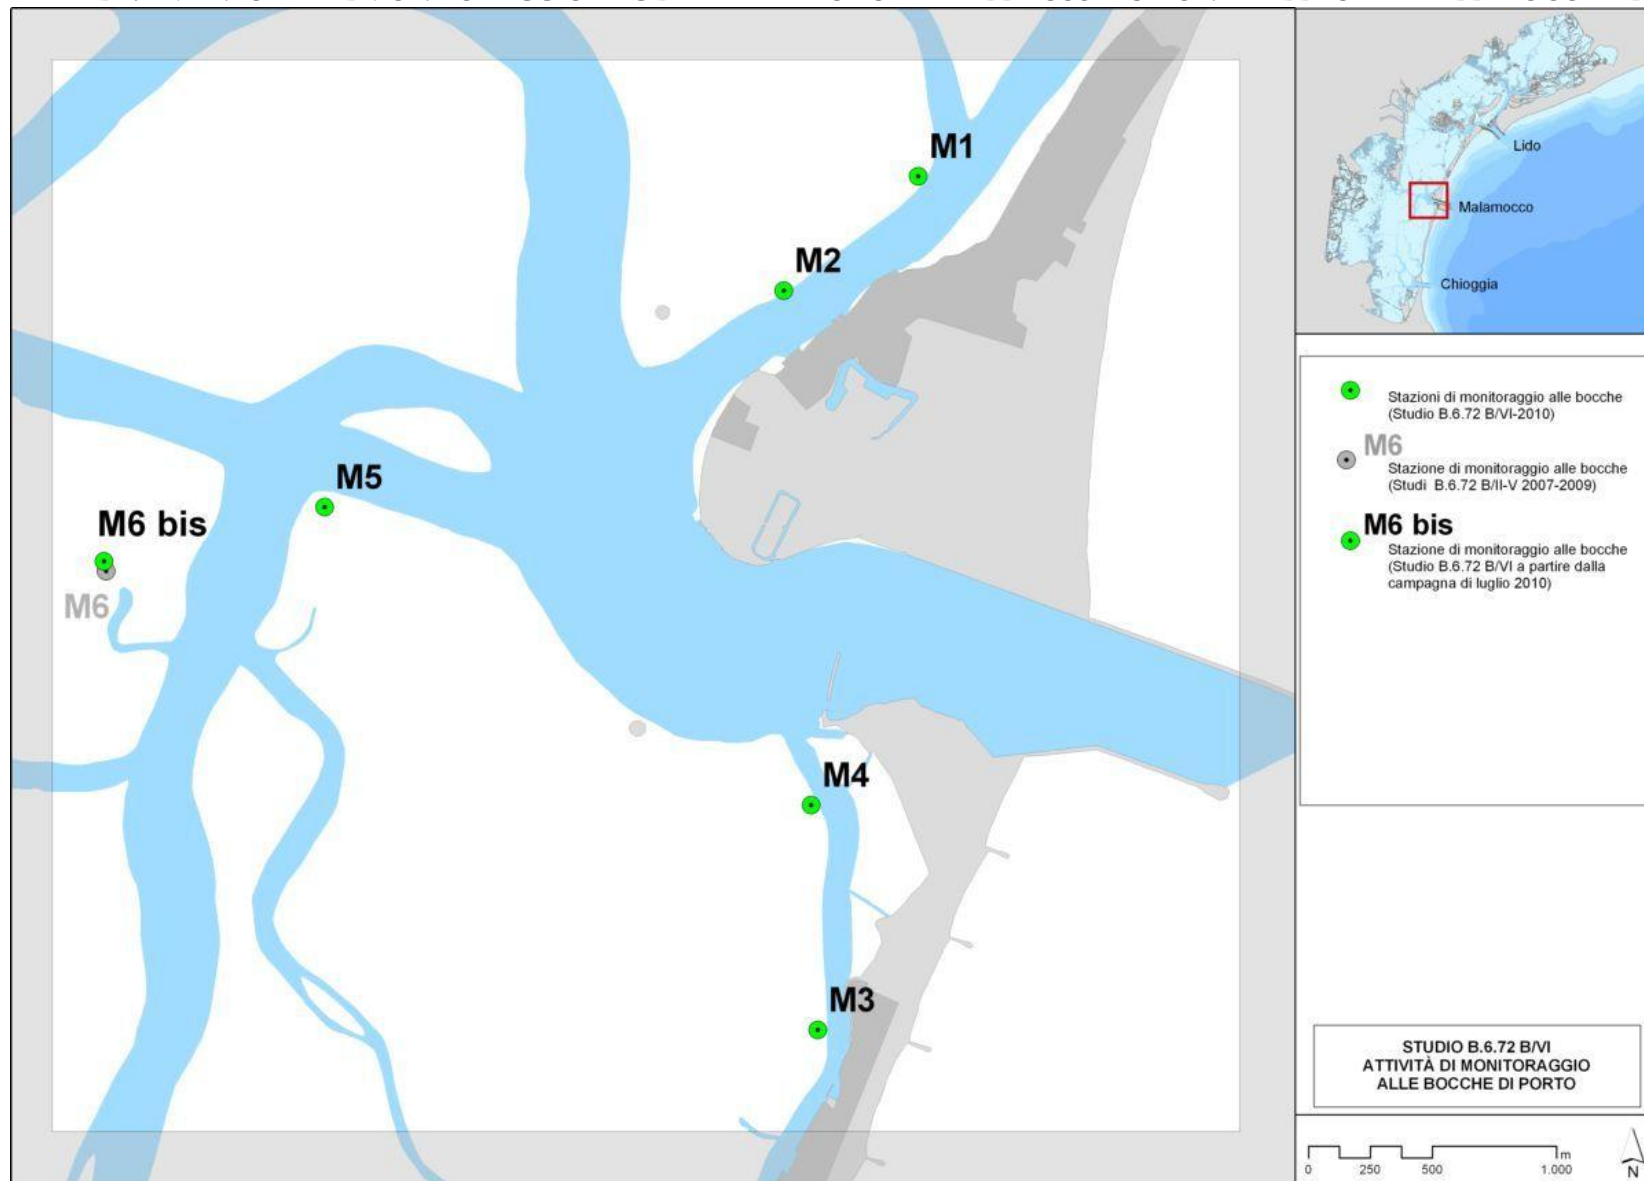 M1
M2
M5
M6 bis
M6
M4
M3
Lido
Malamocco
Chioggia
Stazioni di monitoraggio alle bocche
(Studio B.6.72 B/VI-2010)
M6
Stazione di monitoraggio alle bocche
(Studi B.6.72 B/II-V 2007-2009)
M6 bis
Stazione di monitoraggio alle bocche
(Studio B.6.72 B/VI a partire dalla
campagna di luglio 2010)
STUDIO B.6.72 B/VI
ATTIVITÀ DI MONITORAGGIO
ALLE BOCCHE DI PORTO
m
0 250 500 1.000
N